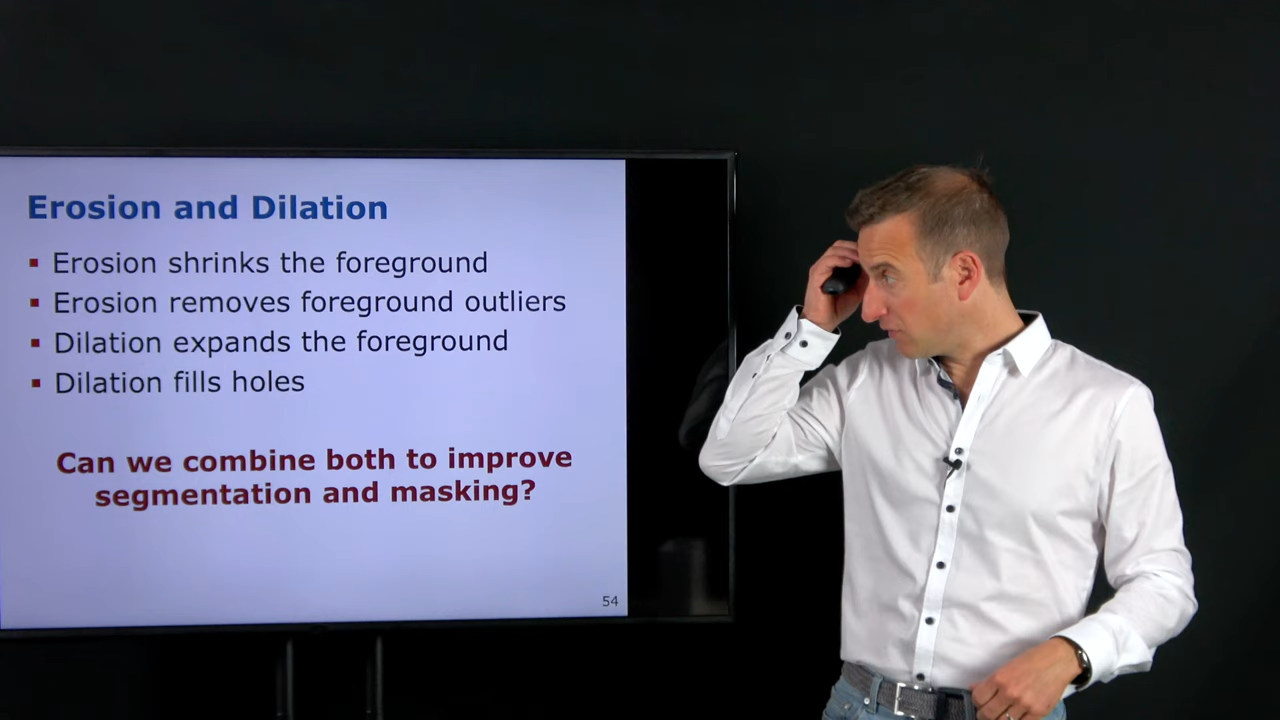 Erosion and Dilation
▪ Erosion shrinks the foreground
▪ Erosion removes foreground outliers
▪ Dilation expands the foreground
▪ Dilation fills holes
Can we combine both to improve
segmentation and masking?
54